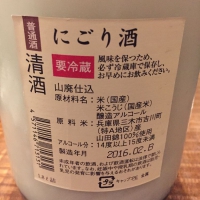 普通酒
清酒
にごり酒
要冷蔵
風味を保つため、
必ず冷蔵庫で保存し、
お早めにお飲みください。
山廃仕込
原材料名：米(国産)
米こうじ(国産米)
醸造アルコール
原料米：兵庫県三木市吉川町
(特A地区)産
山田錦100%使用
アルコール分 14度以上15度未満
製造年月 2016.02.B